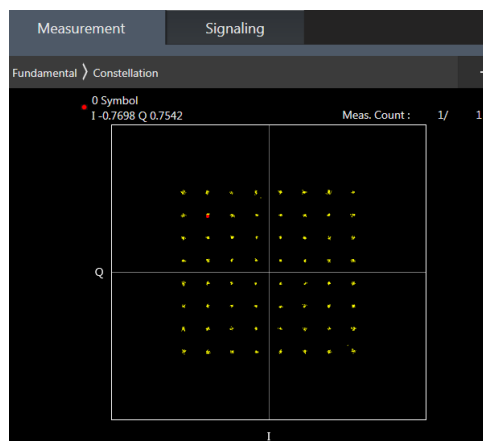 Measurement Signaling
Fundamental 〉 Constellation
0 Symbol
I -0.7698 Q 0.7542 Meas. Count : 1/ 1
Q
I